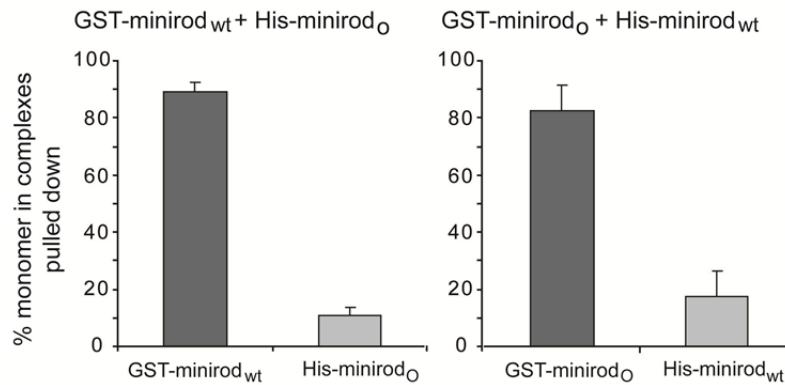 GST-minirod wt + His-minirod O
GST-minirod O + His-minirod wt
% monomer in complexes
pulled down
100
80
60
40
20
0
GST-minirod wt
His-minirod O
100
80
60
40
20
0
GST-minirod O
His-minirod wt